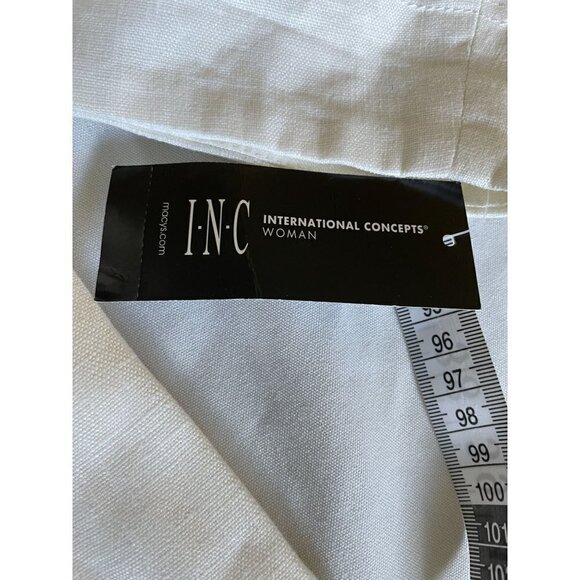 macys.com
I·N·C INTERNATIONAL CONCEPTS®
WOMAN
96
97
98
99
100
101